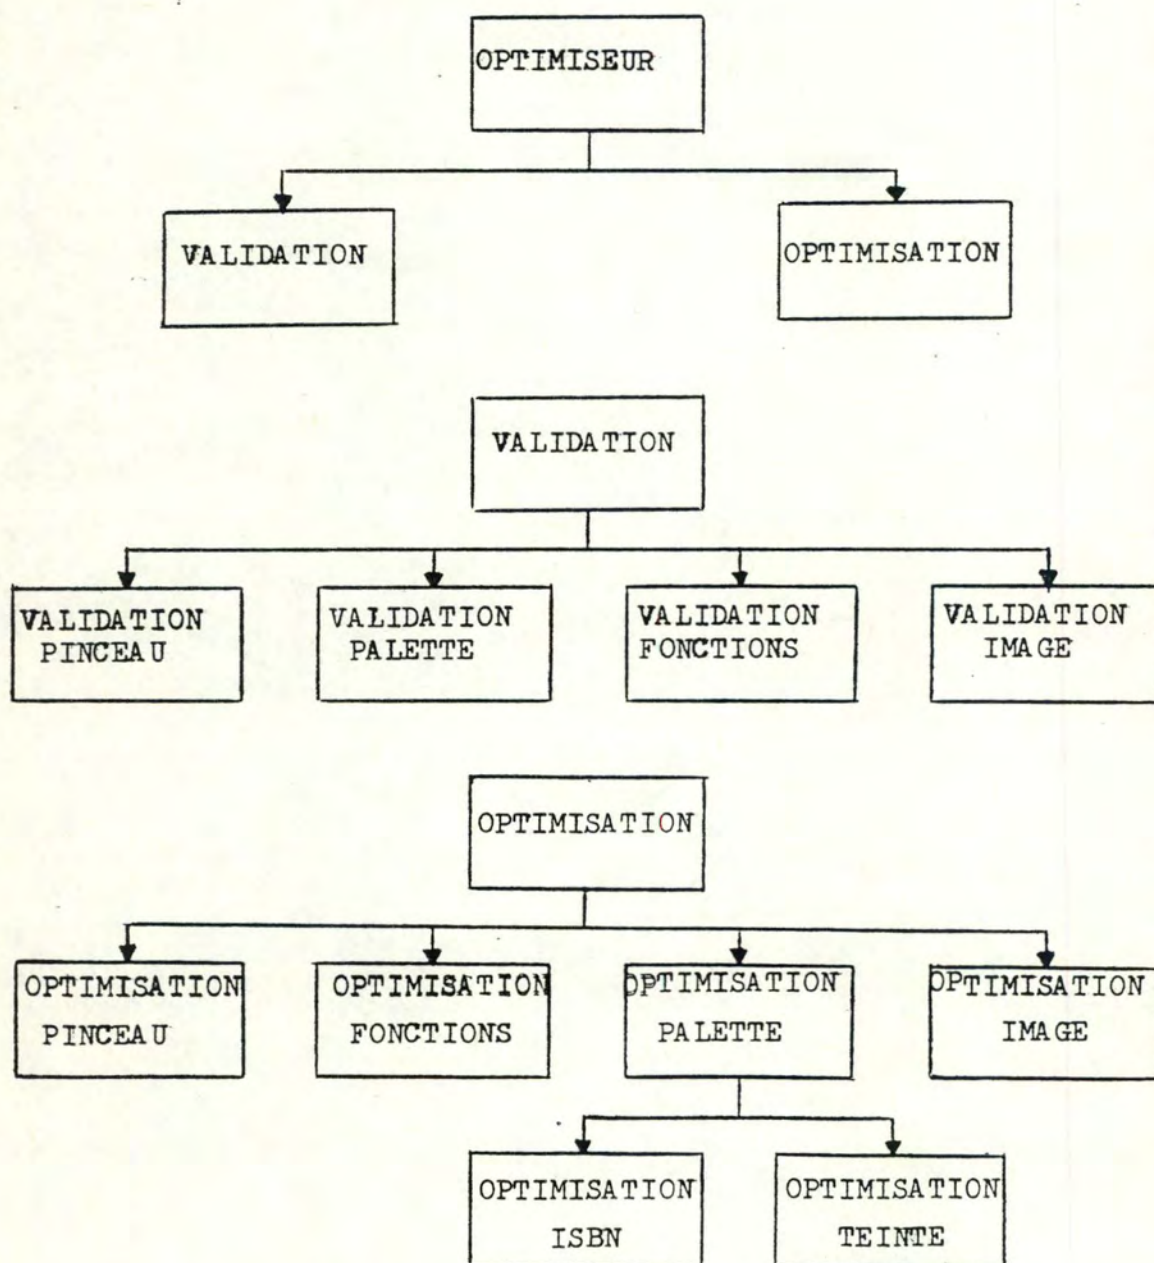 OPTIMISEUR
VALIDATION
OPTIMISATION
VALIDATION
VALIDATION
PINCEAU
VALIDATION
PALETTE
VALIDATION
FONCTIONS
VALIDATION
IMAGE
OPTIMISATION
OPTIMISATION
PINCEAU
OPTIMISATION
FONCTIONS
OPTIMISATION
PALETTE
OPTIMISATION
IMAGE
OPTIMISATION
ISBN
OPTIMISATION
TEINTE